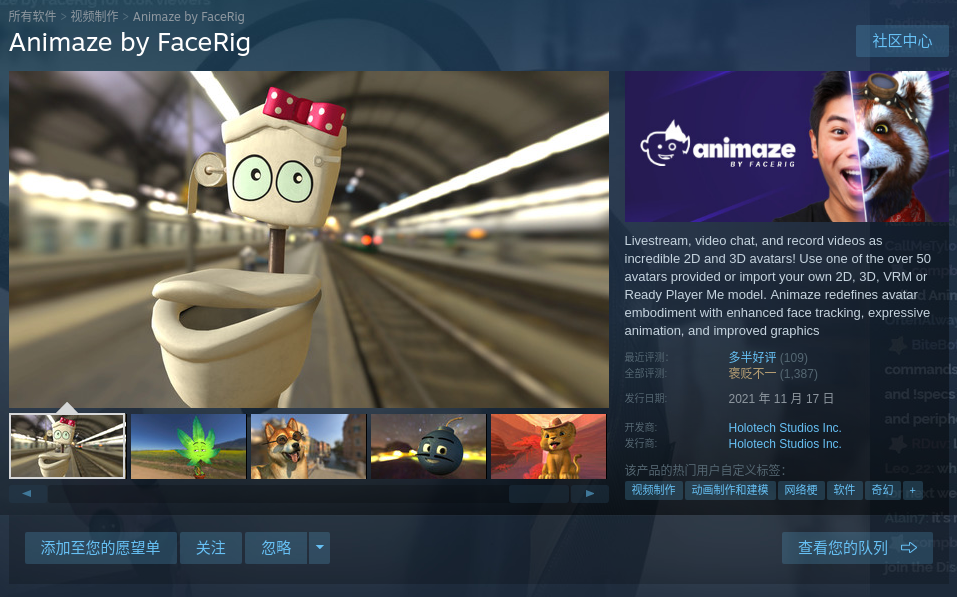 所有软件 > 视频制作 > Animaze by FaceRig
Animaze by FaceRig
社区中心
animaze
BY FACERIG
Livestream, video chat, and record videos as
incredible 2D and 3D avatars! Use one of the over 50
avatars provided or import your own 2D, 3D, VRM or
Ready Player Me model. Animaze redefines avatar
embodiment with enhanced face tracking, expressive
animation, and improved graphics
最近评测: 多半好评 (109)
全部评测: 褒贬不一 (1,387)
发行日期: 2021 年 11 月 17 日
开发商: Holotech Studios Inc.
发行商: Holotech Studios Inc.
该产品的热门用户自定义标签:
视频制作 动画制作和建模 网络梗 软件 奇幻 +
添加至您的愿望单 关注 忽略 查看您的队列